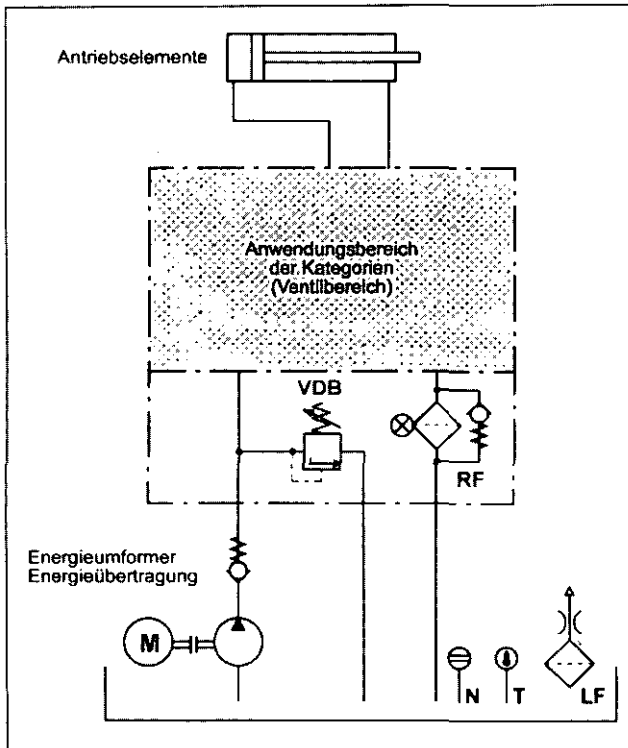 Antriebselemente
Anwendungsbereich
der Kategorien
(Ventilbereich)
VDB
RF
Energieumformer
Energieübertragung
M
N
T
LF